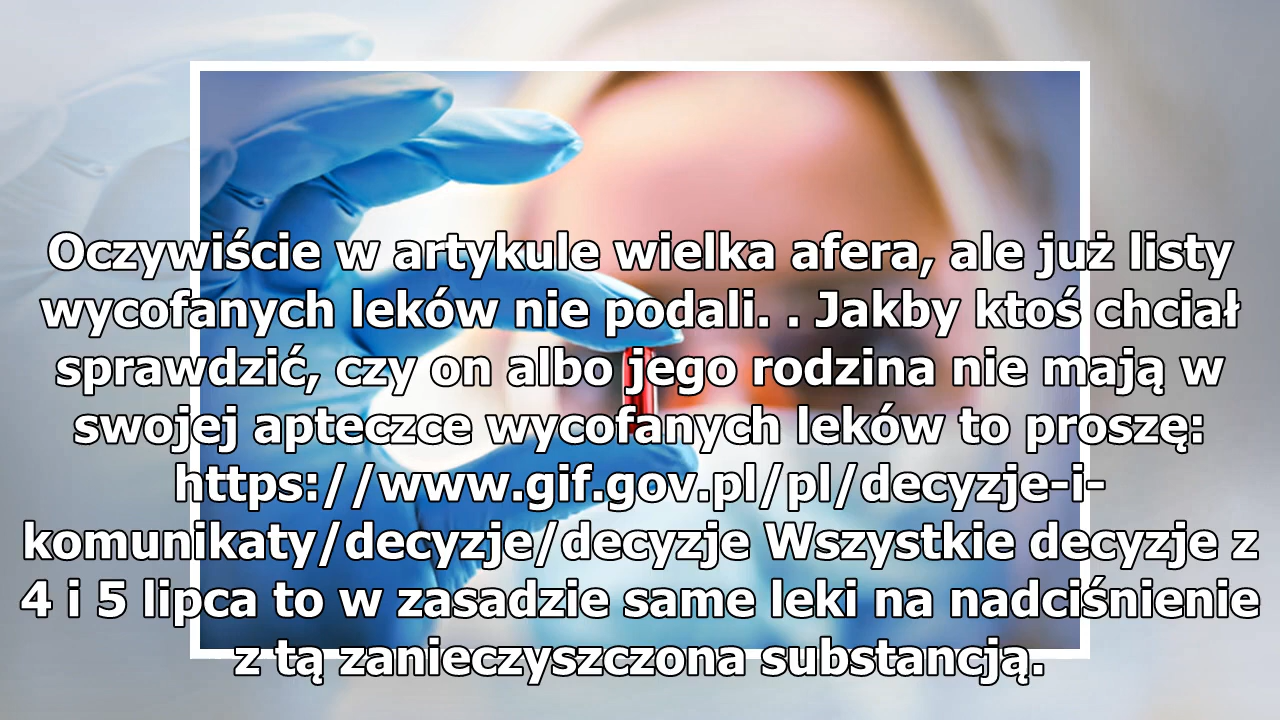 Oczywiście w artykule wielka afera, ale już listy
wycofanych leków nie podali. . Jakby ktoś chciał
sprawdzić, czy on albo jego rodzina nie mają w
swojej apteczce wycofanych leków to proszę:
https://www.gif.gov.pl/pl/decyzje-i-
komunikaty/decyzje/decyzje Wszystkie decyzje z
4 i 5 lipca to w zasadzie same leki na nadciśnienie
z tą zanieczyszczona substancją.